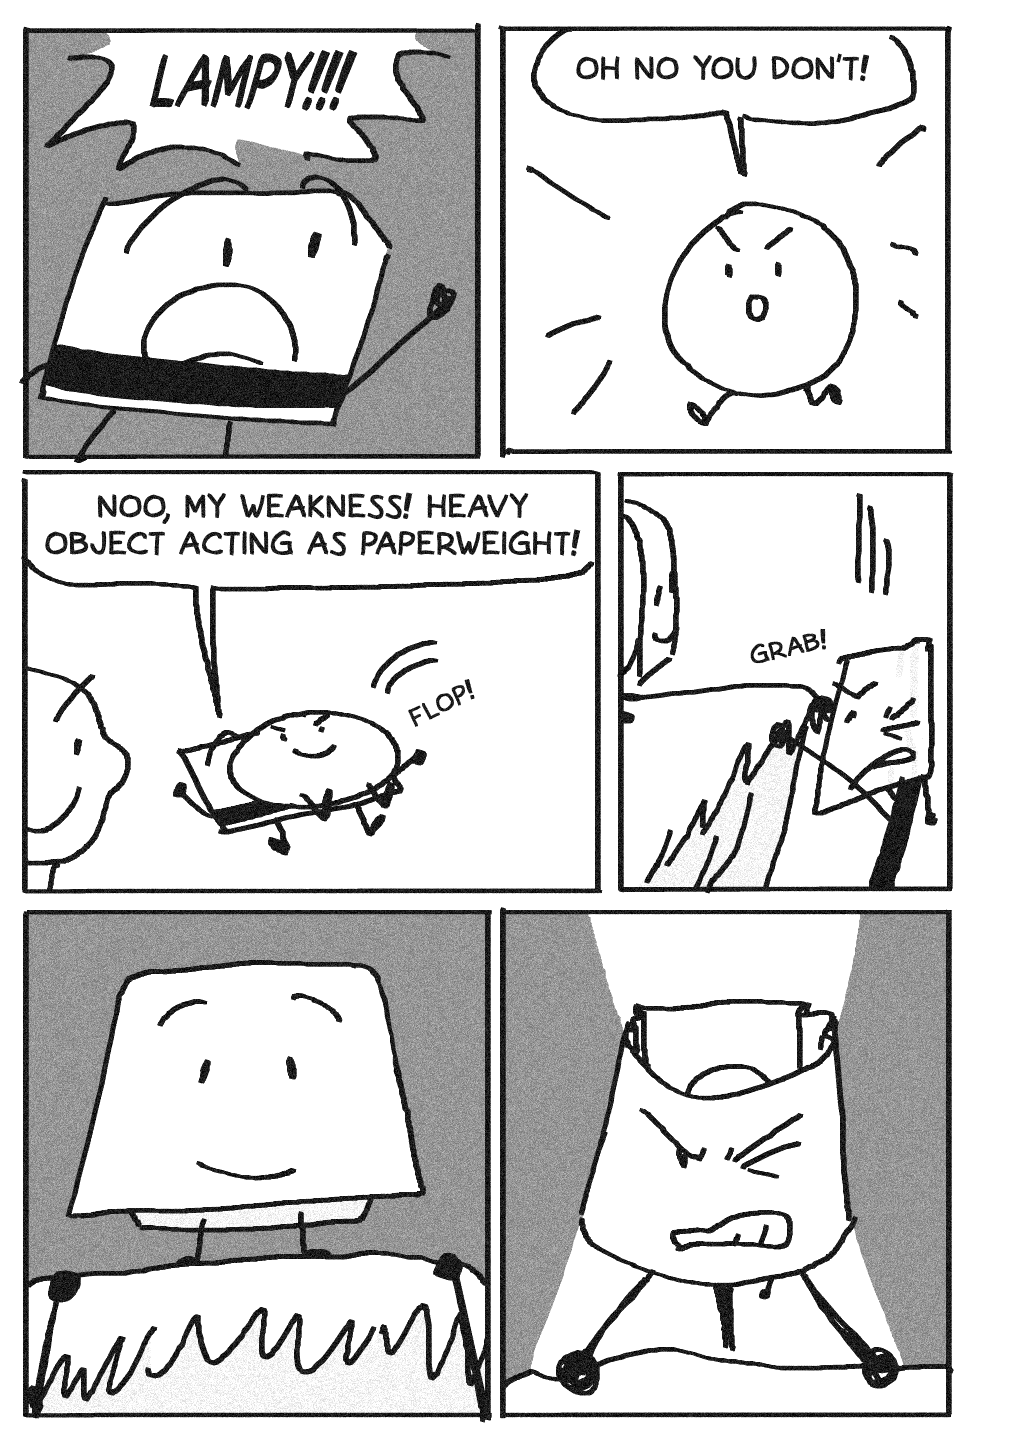 LAMPY!!!
OH NO YOU DON'T!
NOO, MY WEAKNESS! HEAVY
OBJECT ACTING AS PAPERWEIGHT!
FLOP!
GRAB!